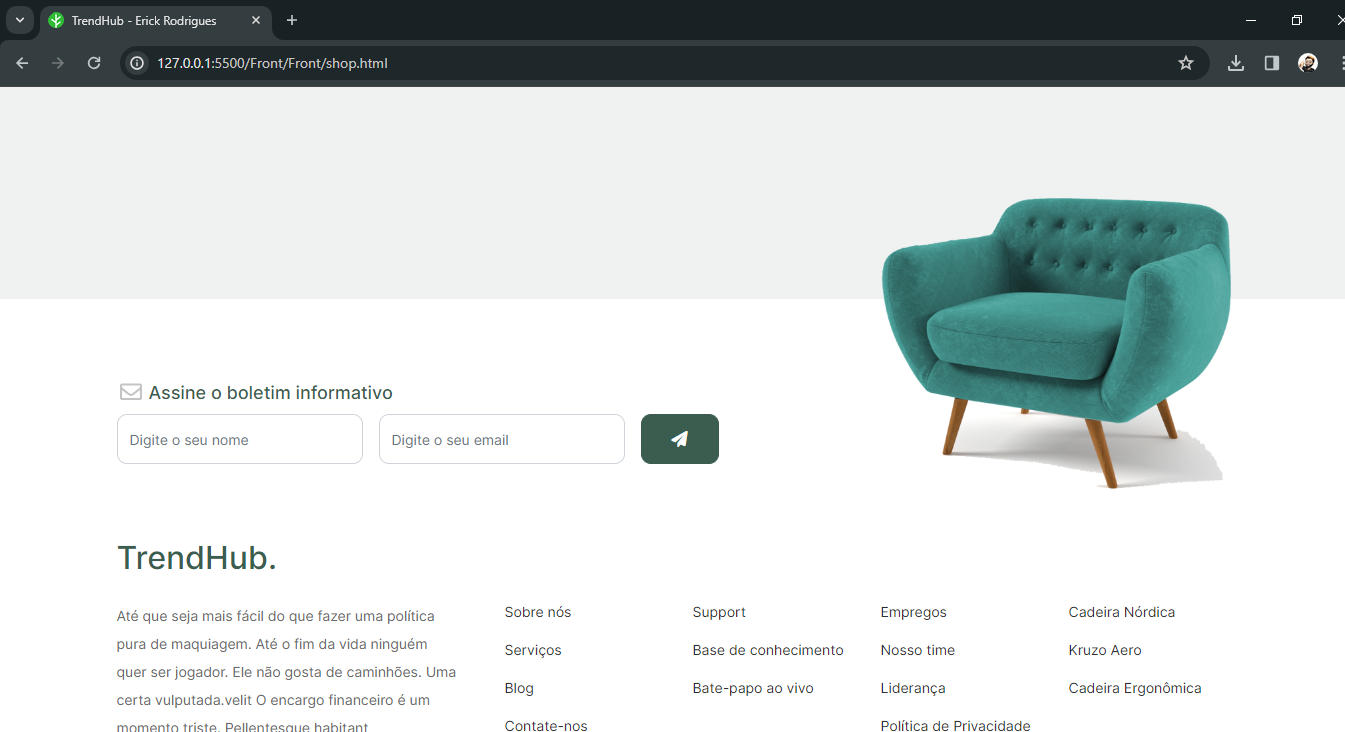 TrendHub - Erick Rodrigues
127.0.0.1:5500/Front/Front/shop.html
Assine o boletim informativo
Digite o seu nome
Digite o seu email
TrendHub.
Até que seja mais fácil do que fazer uma política
pura de maquiagem. Até o fim da vida ninguém
quer ser jogador. Ele não gosta de caminhões. Uma
certa vulputada.velit O encargo financeiro é um
momento triste. Pellentesque habitant
Sobre nós
Serviços
Blog
Contate-nos
Support
Base de conhecimento
Bate-papo ao vivo
Empregos
Nosso time
Liderança
Política de Privacidade
Cadeira Nórdica
Kruzo Aero
Cadeira Ergonômica